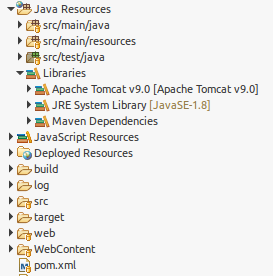 Java Resources
src/main/java
src/main/resources
src/test/java
Libraries
Apache Tomcat v9.0 [Apache Tomcat v9.0]
JRE System Library [JavaSE-1.8]
Maven Dependencies
JavaScript Resources
Deployed Resources
build
log
src
target
web
WebContent
pom.xml